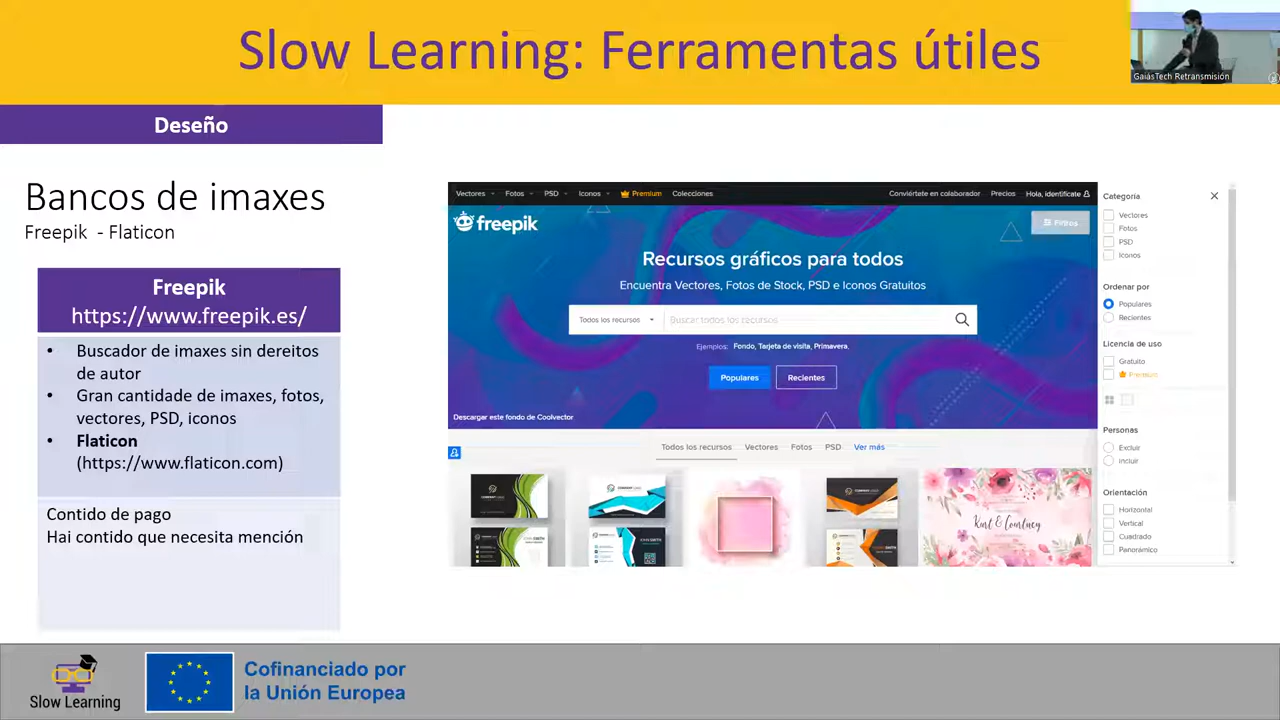 Slow Learning: Ferramentas útiles
GaiásTech Retransmisión
Deseño
Bancos de imaxes
Freepik - Flaticon
Freepik
https://www.freepik.es/
• Buscador de imaxes sin dereitos
de autor
• Gran cantidade de imaxes, fotos,
vectores, PSD, iconos
• Flaticon
(https://www.flaticon.com)
Contido de pago
Hai contido que necesita mención
Vectores Fotos PSD Iconos Premium Colecciones Conviértete en colaborador Precios Hola, identifícate
freepik
Filtros
Recursos gráficos para todos
Encuentra Vectores, Fotos de Stock, PSD e Iconos Gratuitos
Todos los recursos Buscar todos los recursos
Ejemplos: Fondo, Tarjeta de visita, Primavera,
Populares Recientes
Descargar este fondo de Coolvector
Todos los recursos Vectores Fotos PSD Ver más
Kurt & Courtney
Categoría
Vectores
Fotos
PSD
Iconos
Ordenar por
Populares
Recientes
Licencia de uso
Gratuito
Premium
Personas
Excluir
Incluir
Orientación
Horizontal
Vertical
Cuadrado
Panorámico
Slow Learning
Cofinanciado por
la Unión Europea